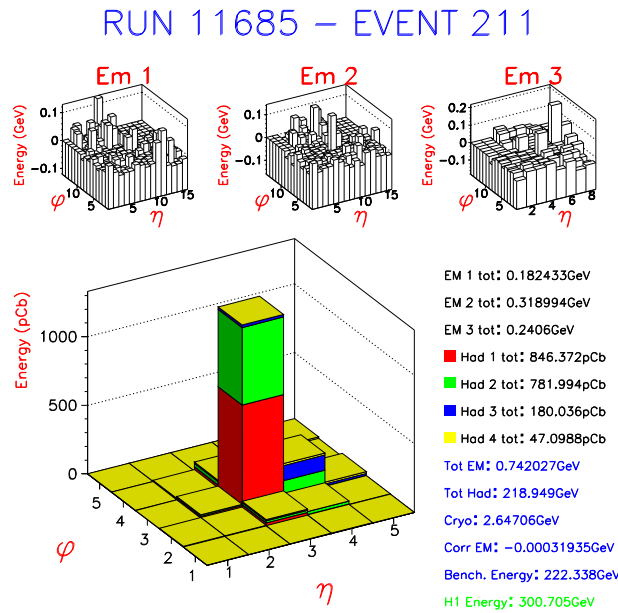 RUN 11685 – EVENT 211
Em 1
Em 2
Em 3
Energy (GeV)
0.1
0
-0.1
10
5
φ
5
10
15
η
Energy (GeV)
0.1
0
-0.1
10
5
φ
5
10
15
η
Energy (GeV)
0.2
0.1
0
-0.1
10
5
φ
2
4
6
8
η
Energy (pCb)
1000
500
0
5
4
3
2
1
φ
1
2
3
4
5
η
EM 1 tot: 0.182433GeV
EM 2 tot: 0.318994GeV
EM 3 tot: 0.2406GeV
Had 1 tot: 846.372pCb
Had 2 tot: 781.994pCb
Had 3 tot: 180.036pCb
Had 4 tot: 47.0988pCb
Tot EM: 0.742027GeV
Tot Had: 218.949GeV
Cryo: 2.64706GeV
Corr EM: -0.00031935GeV
Bench. Energy: 222.338GeV
H1 Energy: 300.705GeV